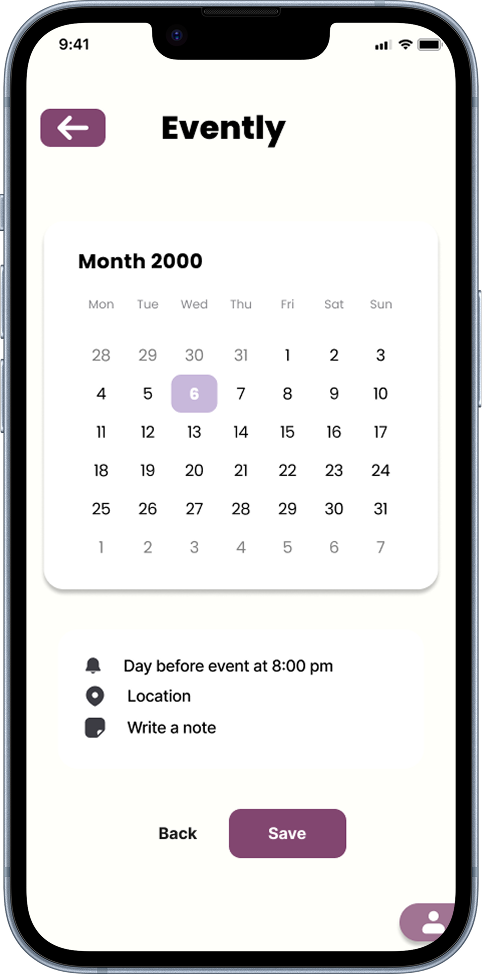 9:41
Evently
Month 2000
Mon Tue Wed Thu Fri Sat Sun
28 29 30 31 1 2 3
4 5 6 7 8 9 10
11 12 13 14 15 16 17
18 19 20 21 22 23 24
25 26 27 28 29 30 31
1 2 3 4 5 6 7
Day before event at 8:00 pm
Location
Write a note
Back Save